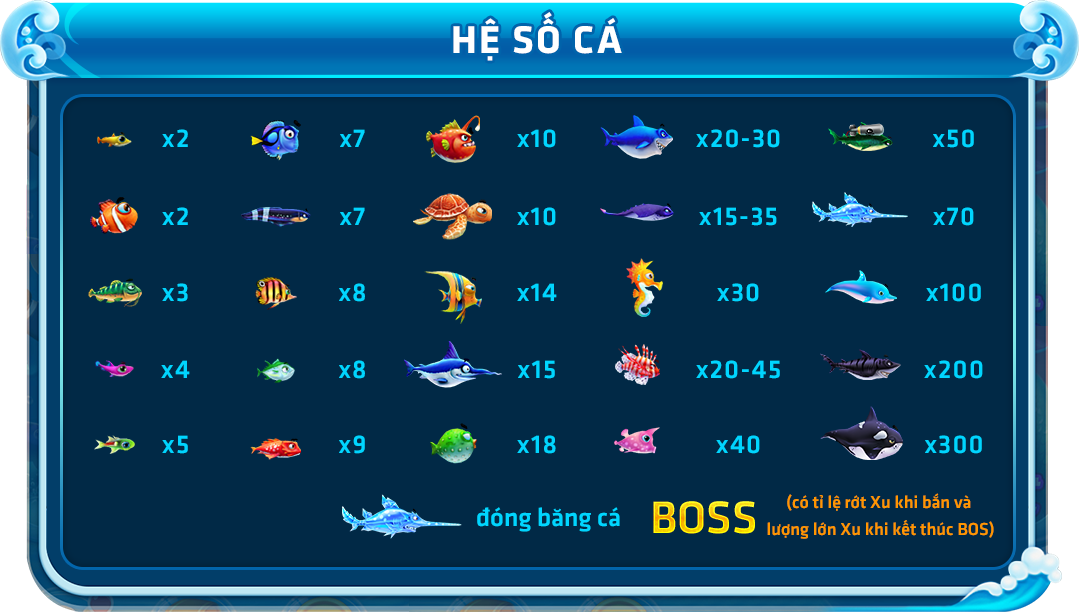 HỆ SỐ CÁ
x2 x7 x10 x20-30 x50
x2 x7 x10 x15-35 x70
x3 x8 x14 x30 x100
x4 x8 x15 x20-45 x200
x5 x9 x18 x40 x300
đóng băng cá BOSS (có tỉ lệ rớt Xu khi bắn và
lượng lớn Xu khi kết thúc BOS)